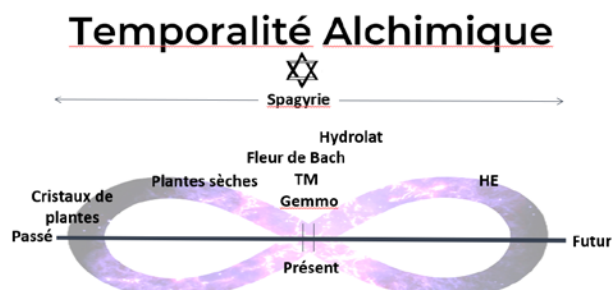 Temporalité Alchimique
Spagyrie
Hydrolat
Fleur de Bach
Plantes sèches
TM
HE
Cristaux de
plantes
Gemmo
Passé
Futur
Présent